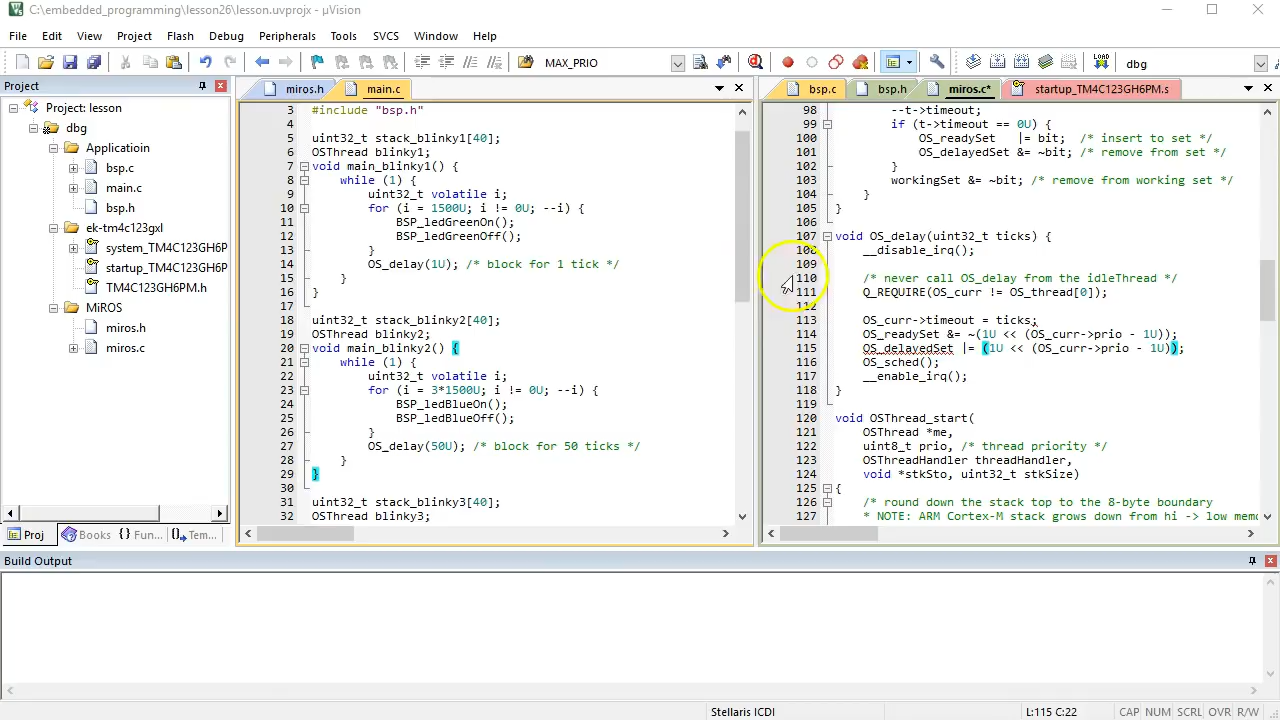 C:\embedded_programming\lesson26\lesson.uvprojx - µVision
File Edit View Project Flash Debug Peripherals Tools SVCS Window Help
MAX_PRIO
LOAD dbg
Project
Project: lesson
dbg
Applicatioin
bsp.c
main.c
bsp.h
ek-tm4c123gxl
system_TM4C123GH6P
startup_TM4C123GH6P
TM4C123GH6PM.h
MiROS
miros.h
miros.c
Proj Books {} Fun... Tem...
miros.h main.c
3 #include "bsp.h"
4
5 uint32_t stack_blinky1[40];
6 OSThread blinky1;
7 void main_blinky1() {
8 while (1) {
9 uint32_t volatile i;
10 for (i = 1500U; i != 0U; --i) {
11 BSP_ledGreenOn();
12 BSP_ledGreenOff();
13 }
14 OS_delay(1U); /* block for 1 tick */
15 }
16 }
17
18 uint32_t stack_blinky2[40];
19 OSThread blinky2;
20 void main_blinky2() {
21 while (1) {
22 uint32_t volatile i;
23 for (i = 3*1500U; i != 0U; --i) {
24 BSP_ledBlueOn();
25 BSP_ledBlueOff();
26 }
27 OS_delay(50U); /* block for 50 ticks */
28 }
29 }
30
31 uint32_t stack_blinky3[40];
32 OSThread blinky3;
bsp.c bsp.h miros.c* startup_TM4C123GH6PM.s
98 --t->timeout;
99 if (t->timeout == 0U) {
100 OS_readySet |= bit; /* insert to set */
101 OS_delayedSet &= ~bit; /* remove from set */
102 }
103 workingSet &= ~bit; /* remove from working set */
104 }
105 }
106
107 void OS_delay(uint32_t ticks) {
108 __disable_irq();
109
110 /* never call OS_delay from the idleThread */
111 Q_REQUIRE(OS_curr != OS_thread[0]);
112
113 OS_curr->timeout = ticks;
114 OS_readySet &= ~(1U << (OS_curr->prio - 1U));
115 OS_delayedSet |= (1U << (OS_curr->prio - 1U));
116 OS_sched();
117 __enable_irq();
118 }
119
120 void OSThread_start(
121 OSThread *me,
122 uint8_t prio, /* thread priority */
123 OSThreadHandler threadHandler,
124 void *stkSto, uint32_t stkSize)
125 {
126 /* round down the stack top to the 8-byte boundary
127 * NOTE: ARM Cortex-M stack grows down from hi -> low memo
Build Output
Stellaris ICDI L:115 C:22 CAP NUM SCRL OVR R/W